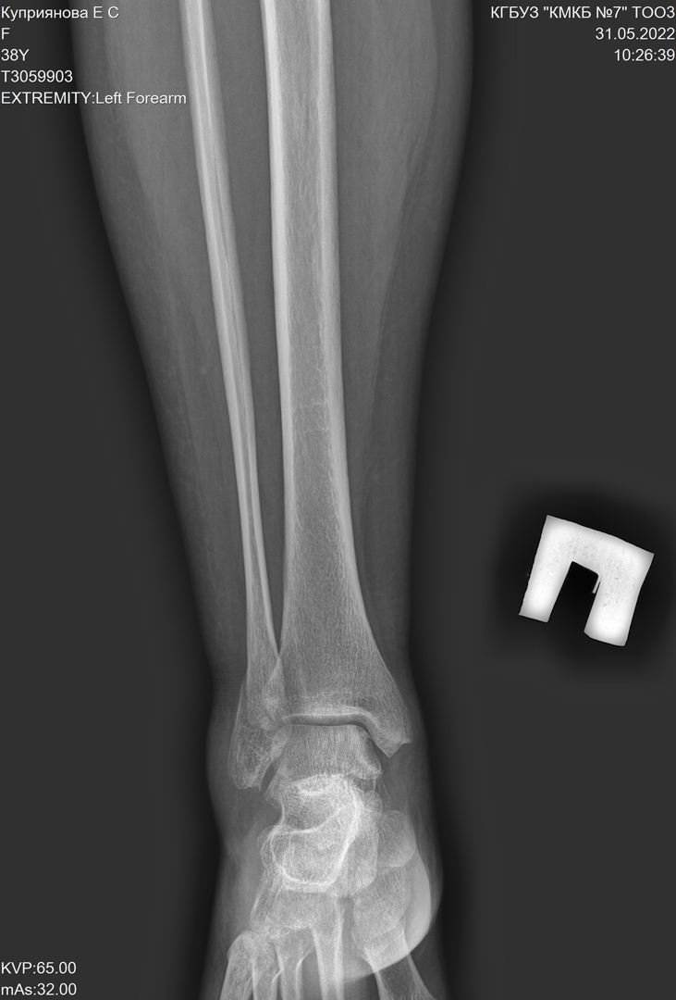 Куприянова Е С
F
38Y
T3059903
EXTREMITY:Left Forearm
КГБУЗ "КМКБ №7" ТООЗ
31.05.2022
10:26:39
П
KVP:65.00
mAs:32.00